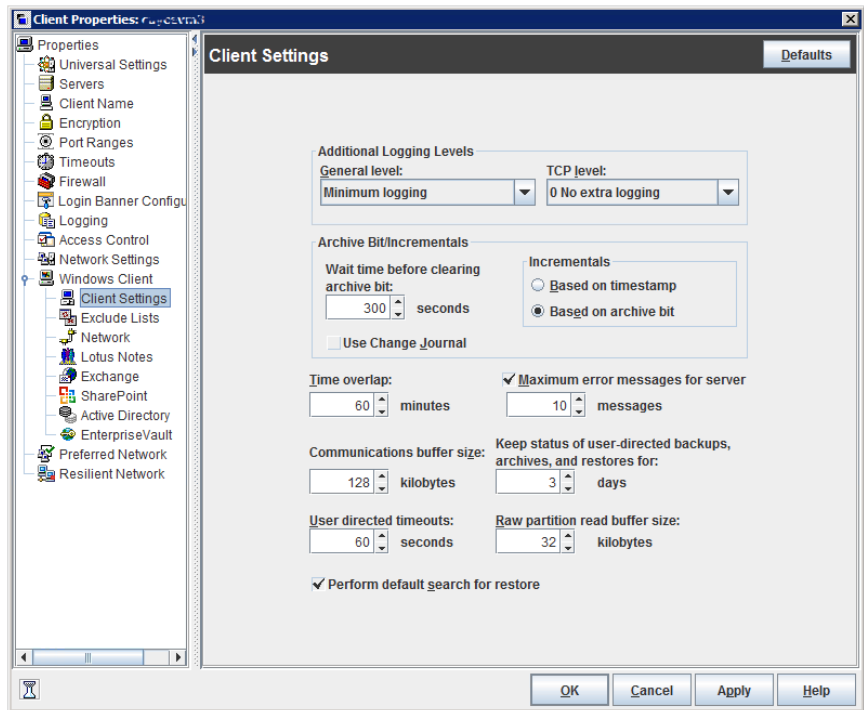 Client Properties:
Properties
Universal Settings
Servers
Client Name
Encryption
Port Ranges
Timeouts
Firewall
Login Banner Configu
Logging
Access Control
Network Settings
Windows Client
Client Settings
Exclude Lists
Network
Lotus Notes
Exchange
SharePoint
Active Directory
EnterpriseVault
Preferred Network
Resilient Network
Client Settings
Defaults
Additional Logging Levels
General level:
TCP level:
Minimum logging
0 No extra logging
Archive Bit/Incrementals
Wait time before clearing
archive bit:
300 seconds
Incrementals
Based on timestamp
Based on archive bit
Use Change Journal
Time overlap:
60 minutes
Maximum error messages for server
10 messages
Communications buffer size:
128 kilobytes
Keep status of user-directed backups,
archives, and restores for:
3 days
User directed timeouts:
60 seconds
Raw partition read buffer size:
32 kilobytes
Perform default search for restore
OK
Cancel
Apply
Help